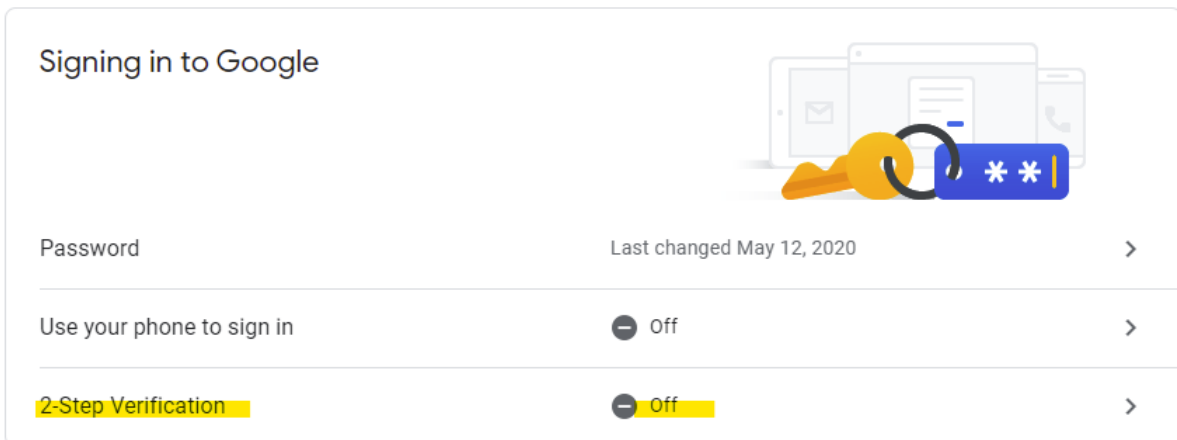 Signing in to Google
**
Password Last changed May 12, 2020
Use your phone to sign in Off
2-Step Verification Off